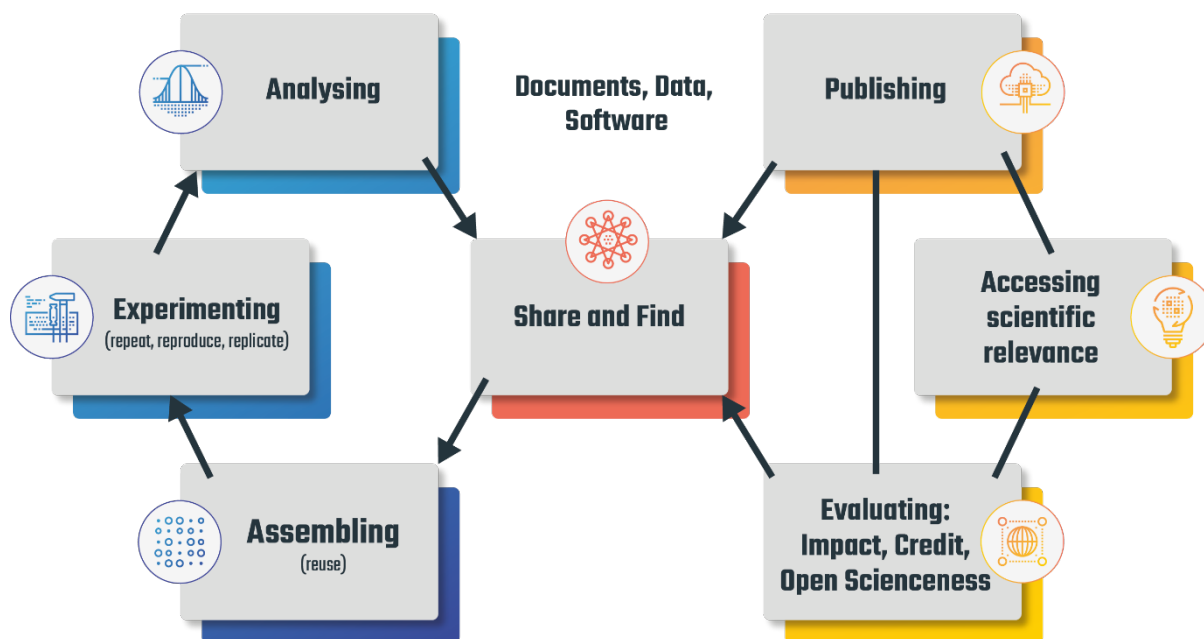 Analysing
Documents, Data,
Software
Publishing
Experimenting
(repeat, reproduce, replicate)
Share and Find
Accessing
scientific
relevance
Assembling
(reuse)
Evaluating:
Impact, Credit,
Open Scienceness